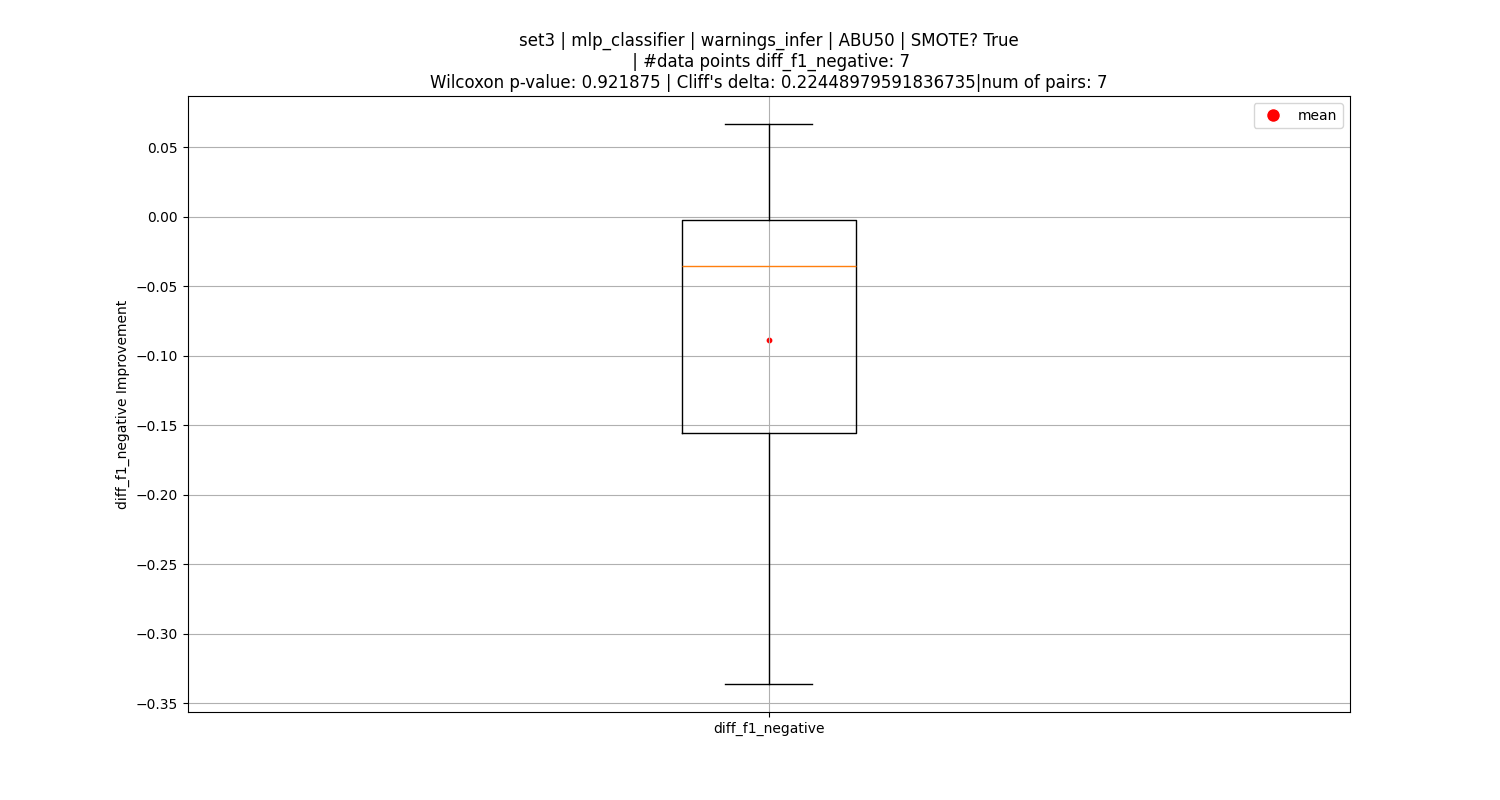 set3 | mlp_classifier | warnings_infer | ABU50 | SMOTE? True
| #data points diff_f1_negative: 7
Wilcoxon p-value: 0.921875 | Cliff's delta: 0.22448979591836735|num of pairs: 7
mean
0.05
0.00
−0.05
−0.10
−0.15
−0.20
−0.25
−0.30
−0.35
diff_f1_negative Improvement
diff_f1_negative